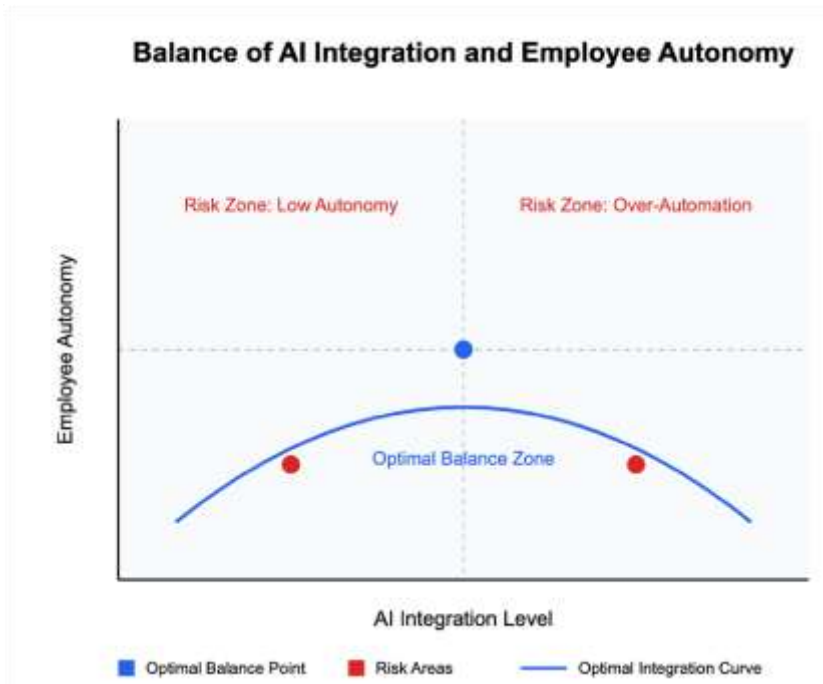 Balance of AI Integration and Employee Autonomy
Risk Zone: Low Autonomy
Risk Zone: Over-Automation
Employee Autonomy
Optimal Balance Zone
AI Integration Level
Optimal Balance Point
Risk Areas
Optimal Integration Curve